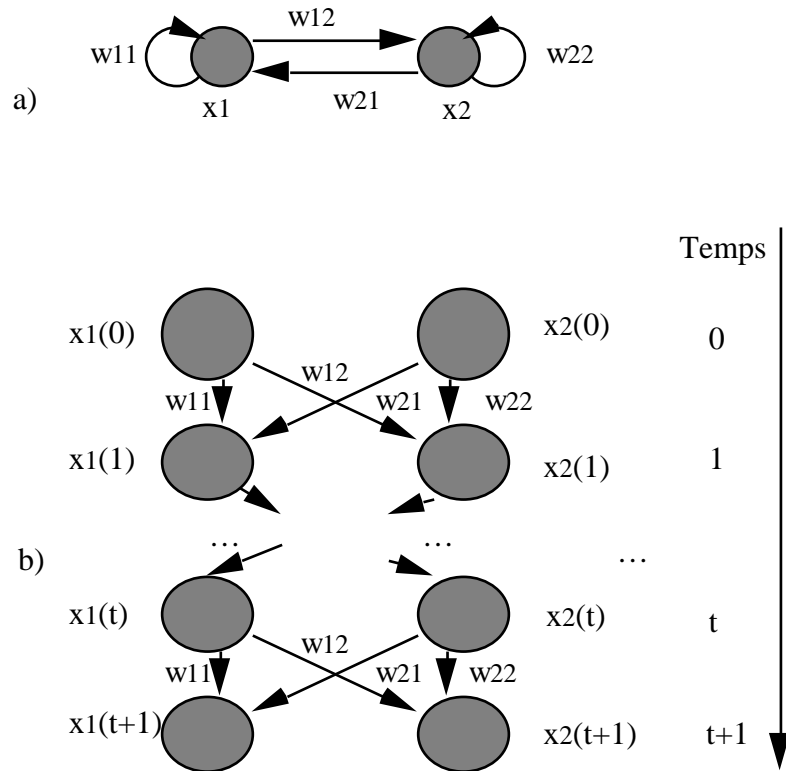 w12
w11
w22
w21
x1
x2
a)
Temps
x1(0)
x2(0)
0
w12
w11
w21
w22
x1(1)
x2(1)
1
…
…
…
b)
x1(t)
x2(t)
t
w12
w11
w21
w22
x1(t+1)
x2(t+1)
t+1